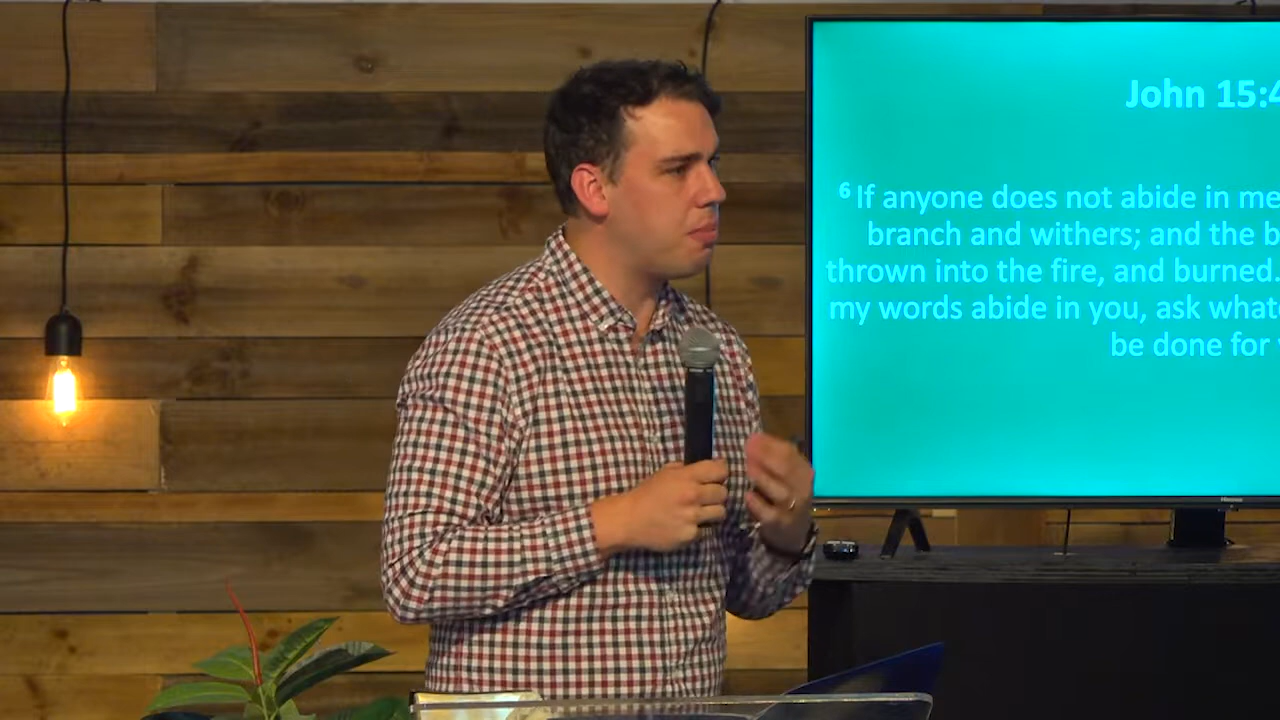 John 15:4
6 If anyone does not abide in me
branch and withers; and the b
thrown into the fire, and burned.
my words abide in you, ask what
be done for
Hisense